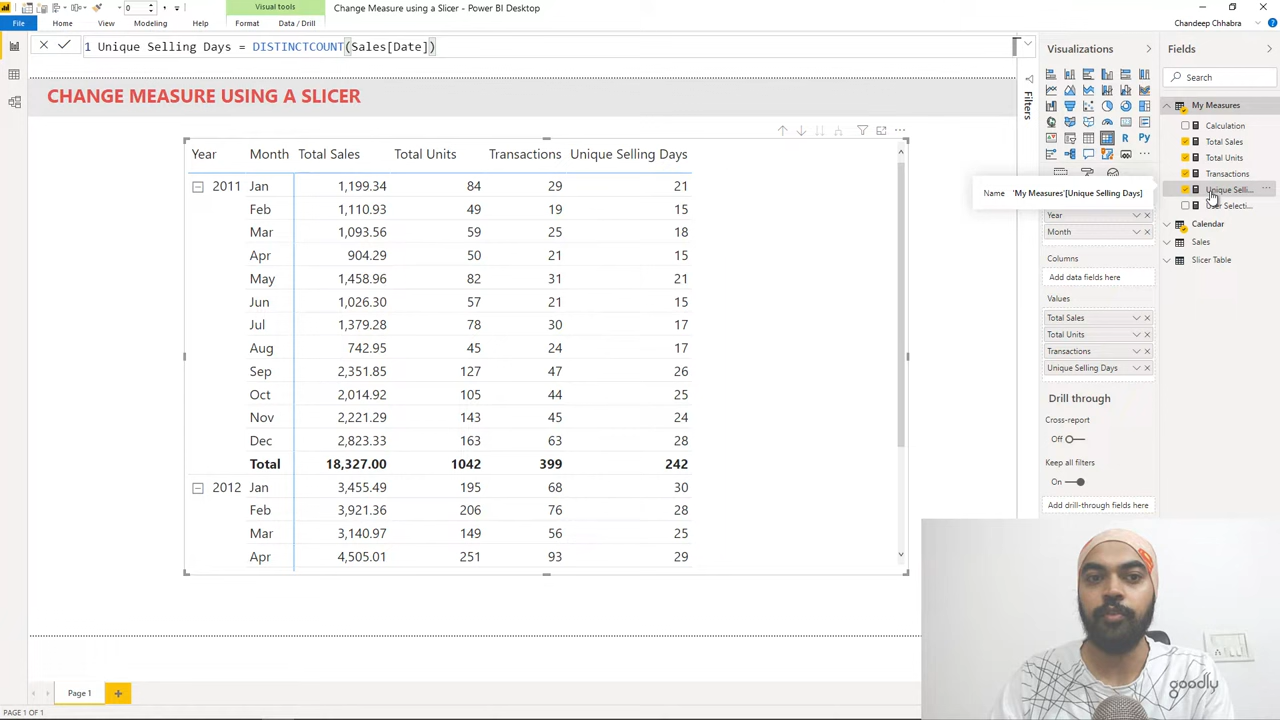 Visual tools
Change Measure using a Slicer - Power BI Desktop
Chandeep Chhabra
File Home View Modeling Help Format Data / Drill
1 Unique Selling Days = DISTINCTCOUNT(Sales[Date])
CHANGE MEASURE USING A SLICER
Year Month Total Sales Total Units Transactions Unique Selling Days
2011 Jan 1,199.34 84 29 21
Feb 1,110.93 49 19 15
Mar 1,093.56 59 25 18
Apr 904.29 50 21 15
May 1,458.96 82 31 21
Jun 1,026.30 57 21 15
Jul 1,379.28 78 30 17
Aug 742.95 45 24 17
Sep 2,351.85 127 47 26
Oct 2,014.92 105 44 25
Nov 2,221.29 143 45 24
Dec 2,823.33 163 63 28
Total 18,327.00 1042 399 242
2012 Jan 3,455.49 195 68 30
Feb 3,921.36 206 76 28
Mar 3,140.97 149 56 25
Apr 4,505.01 251 93 29
Page 1
PAGE 1 OF 1
Filters
Visualizations
R Py
Name 'My Measures'[Unique Selling Days]
Year
Month
Columns
Add data fields here
Values
Total Sales
Total Units
Transactions
Unique Selling Days
Drill through
Cross-report
Off
Keep all filters
On
Add drill-through fields here
Fields
Search
My Measures
Calculation
Total Sales
Total Units
Transactions
Unique Selli...
User Selecti...
Calendar
Sales
Slicer Table
goodly